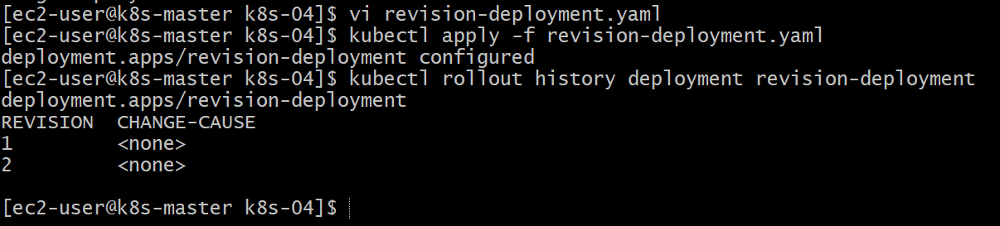 [ec2-user@k8s-master k8s-04]$ vi revision-deployment.yaml
[ec2-user@k8s-master k8s-04]$ kubectl apply -f revision-deployment.yaml
deployment.apps/revision-deployment configured
[ec2-user@k8s-master k8s-04]$ kubectl rollout history deployment revision-deployment
deployment.apps/revision-deployment
REVISION  CHANGE-CAUSE
1         <none>
2         <none>
[ec2-user@k8s-master k8s-04]$